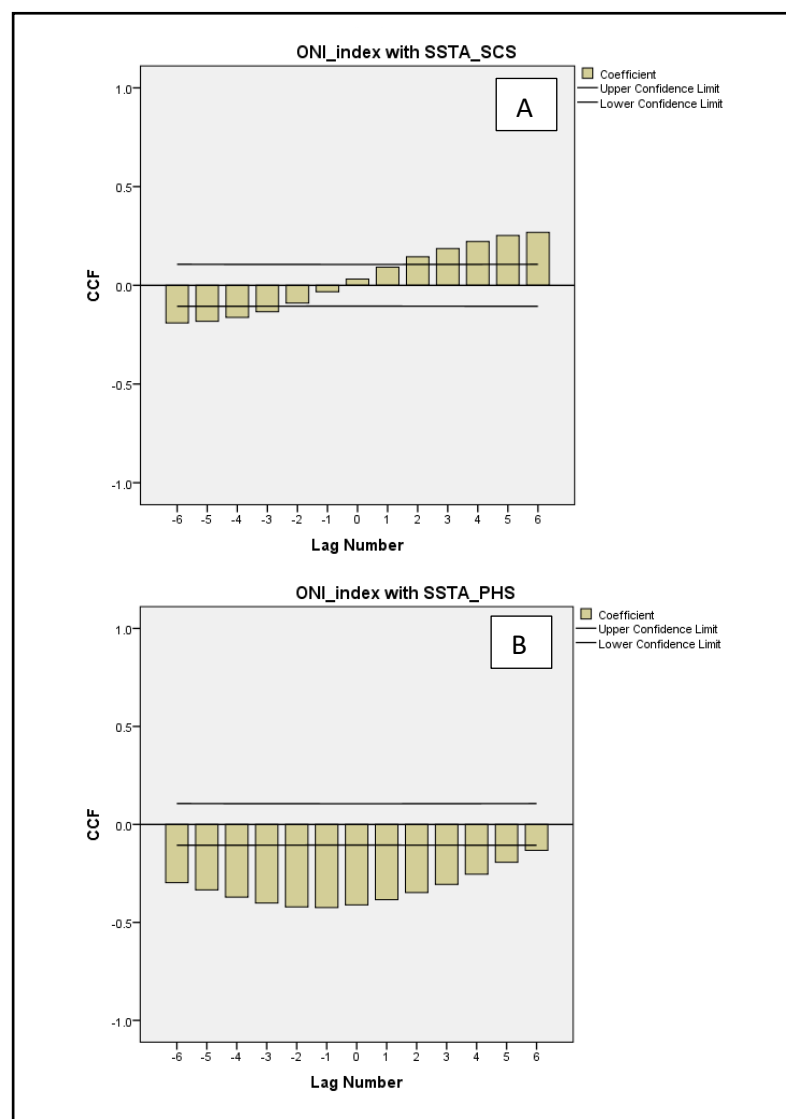 ONI_index with SSTA_SCS
A
Coefficient
Upper Confidence Limit
Lower Confidence Limit
CCF
1.0
0.5
0.0
-0.5
-1.0
-6 -5 -4 -3 -2 -1 0 1 2 3 4 5 6
Lag Number
ONI_index with SSTA_PHS
B
Coefficient
Upper Confidence Limit
Lower Confidence Limit
CCF
1.0
0.5
0.0
-0.5
-1.0
-6 -5 -4 -3 -2 -1 0 1 2 3 4 5 6
Lag Number